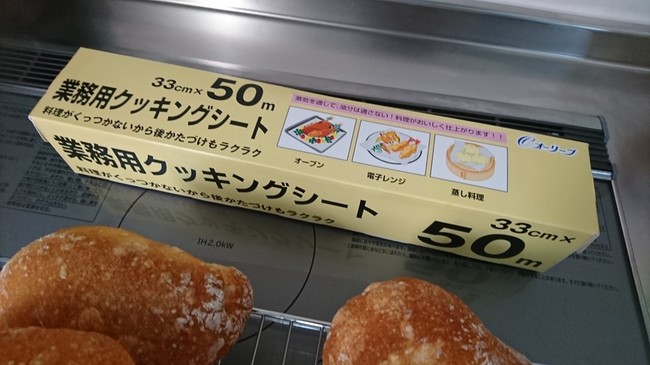 33cm× 50m
業務用クッキングシート
料理がくっつかないから後かたづけもラクラク
蒸気を通して、油分は通さない!料理がおいしく仕上がります!!
オーリーブ
オーブン
電子レンジ
蒸し料理
業務用クッキングシート
料理がくっつかないから後かたづけもラクラク
33cm×
50m
IH2.0kW